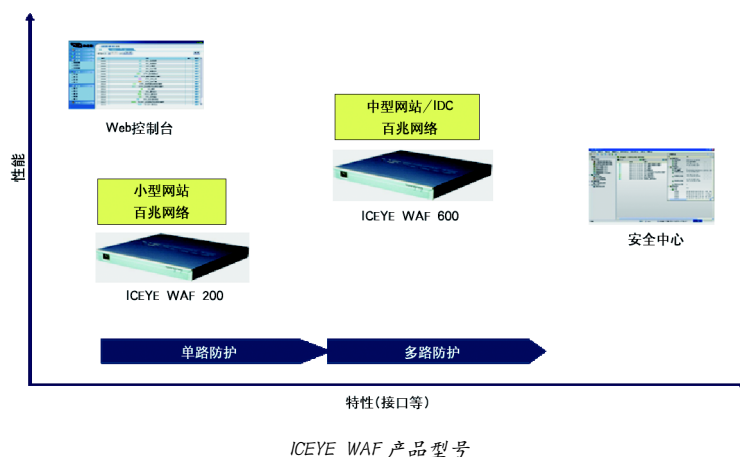 Web控制台
中型网站/IDC
百兆网络
性能
小型网站
百兆网络
ICEYE WAF 600
安全中心
ICEYE WAF 200
单路防护
多路防护
特性(接口等)
ICEYE WAF 产品型号